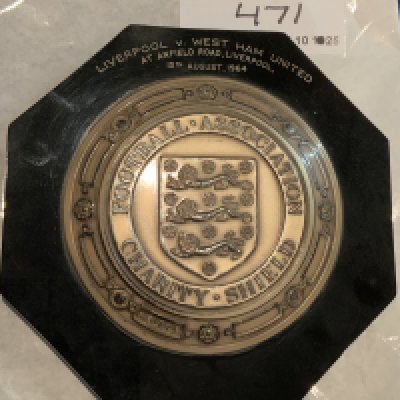 471
LIVERPOOL v. WEST HAM UNITED
AT ANFIELD ROAD, LIVERPOOL,
15TH AUGUST, 1964
FOOTBALL · ASSOCIATION
CHARITY · SHIELD